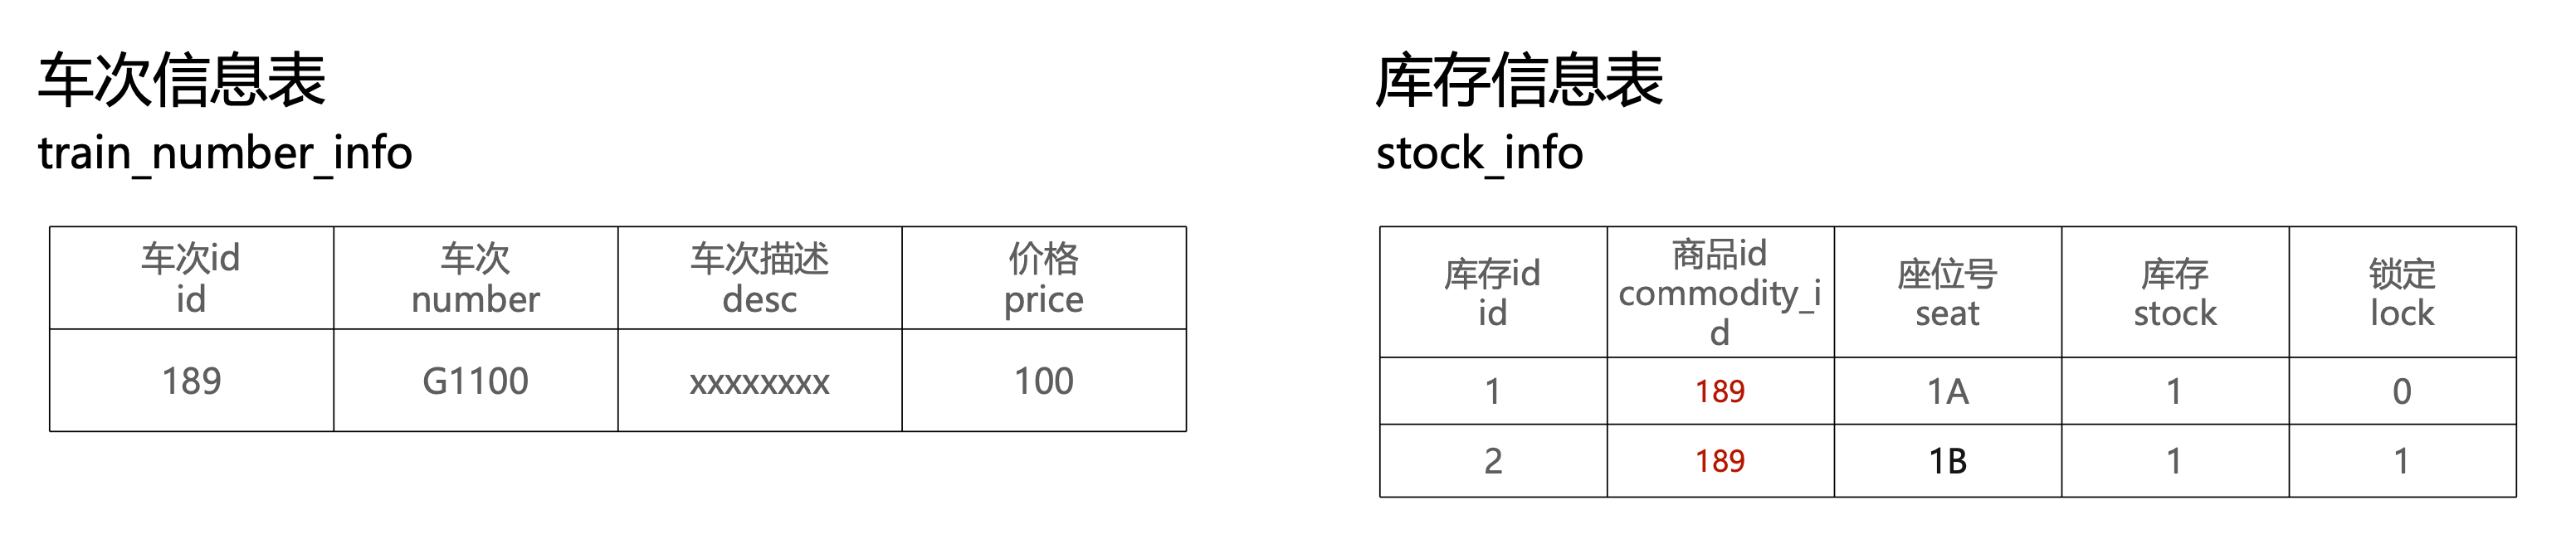 车次信息表
train_number_info
车次id
id
车次
number
车次描述
desc
价格
price
189
G1100
xxxxxxxx
100
库存信息表
stock_info
库存id
id
商品id
commodity_i
d
座位号
seat
库存
stock
锁定
lock
1
189
1A
1
0
2
189
1B
1
1